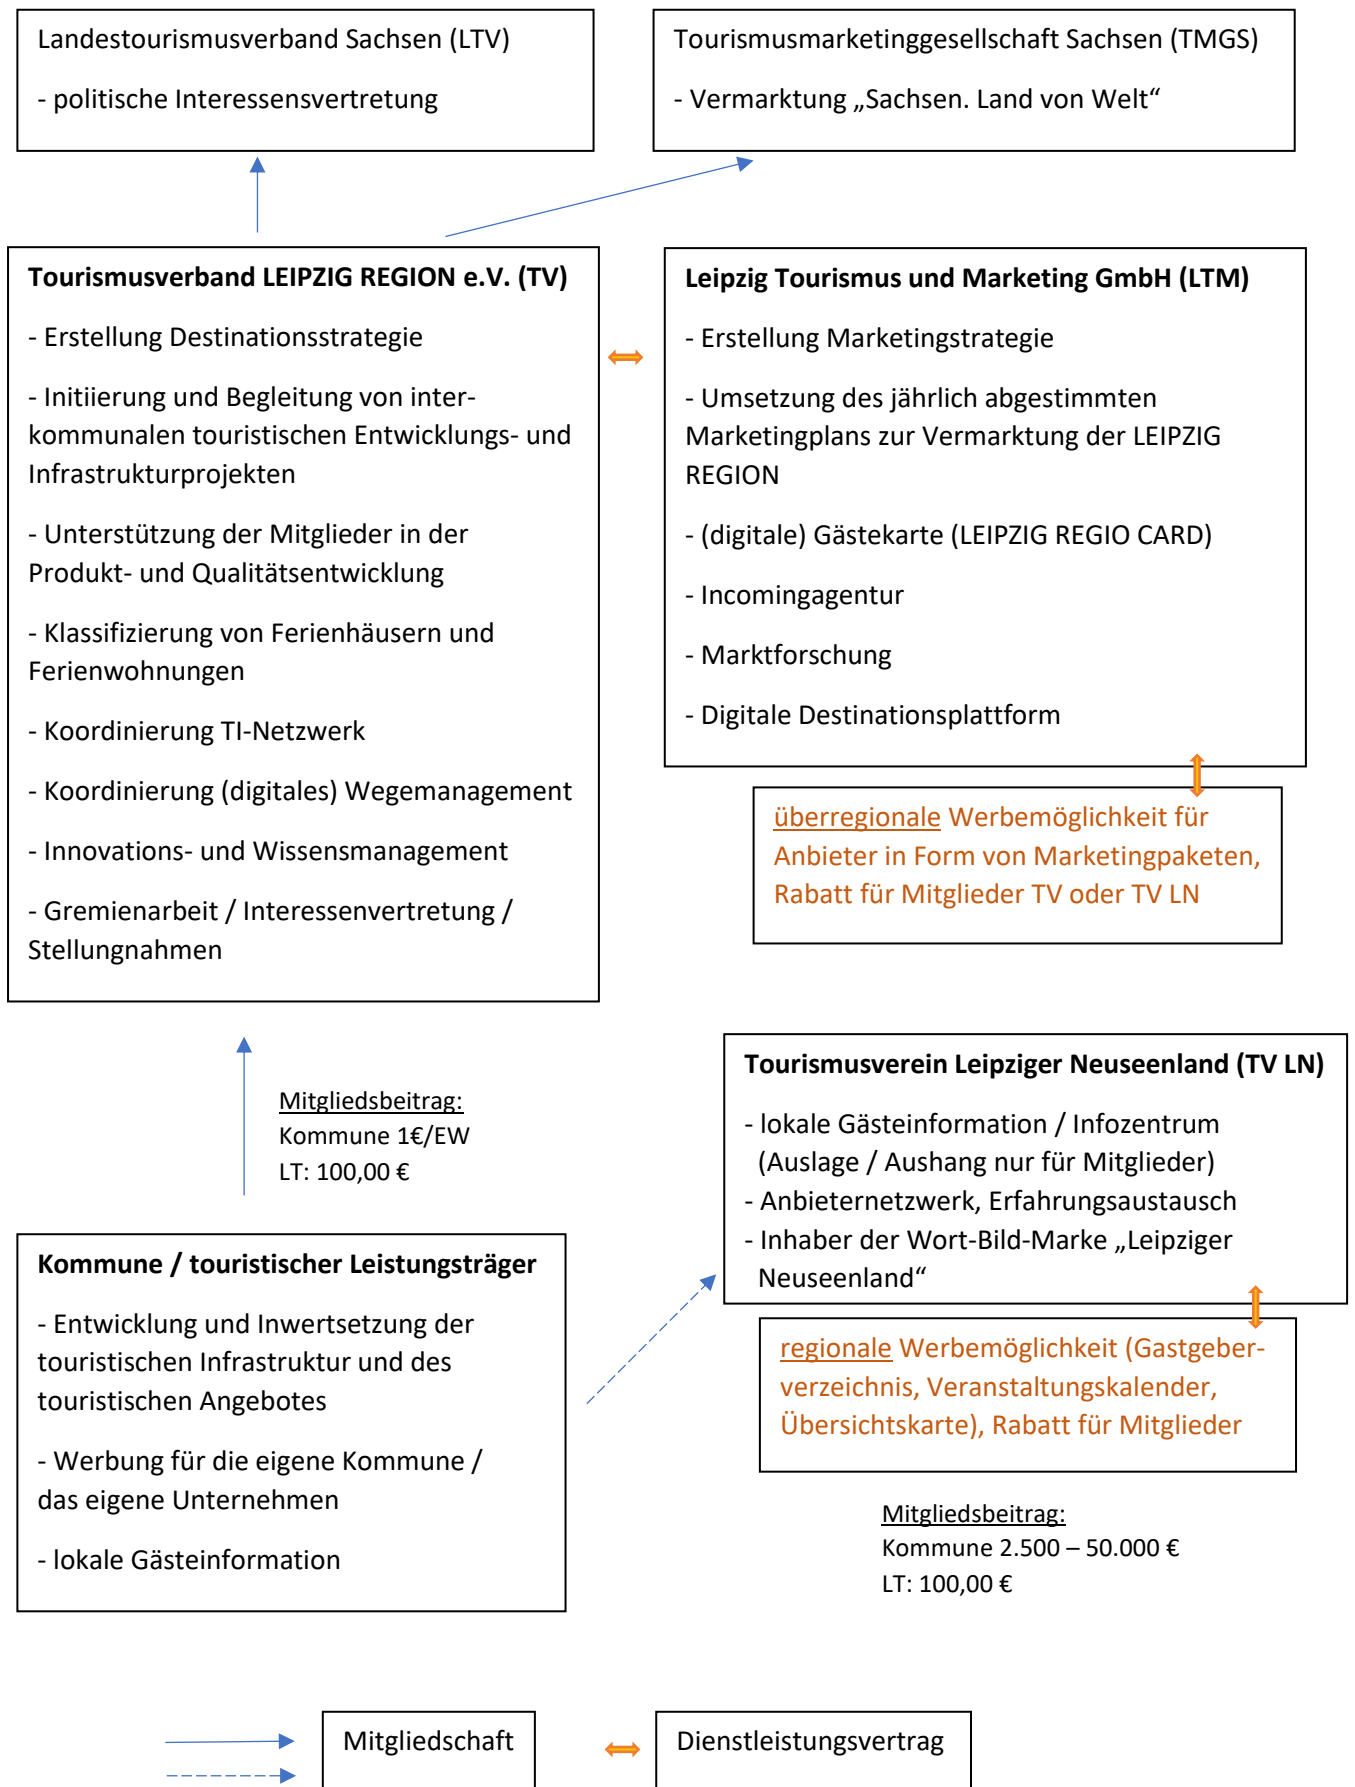 Landestourismusverband Sachsen (LTV)
- politische Interessensvertretung
Tourismusmarketinggesellschaft Sachsen (TMGS)
- Vermarktung „Sachsen. Land von Welt“
Tourismusverband LEIPZIG REGION e.V. (TV)
- Erstellung Destinationsstrategie
- Initiierung und Begleitung von inter-
kommunalen touristischen Entwicklungs- und
Infrastrukturprojekten
- Unterstützung der Mitglieder in der
Produkt- und Qualitätsentwicklung
- Klassifizierung von Ferienhäusern und
Ferienwohnungen
- Koordinierung TI-Netzwerk
- Koordinierung (digitales) Wegemanagement
- Innovations- und Wissensmanagement
- Gremienarbeit / Interessenvertretung /
Stellungnahmen
Leipzig Tourismus und Marketing GmbH (LTM)
- Erstellung Marketingstrategie
- Umsetzung des jährlich abgestimmten
Marketingplans zur Vermarktung der LEIPZIG
REGION
- (digitale) Gästekarte (LEIPZIG REGIO CARD)
- Incomingagentur
- Marktforschung
- Digitale Destinationsplattform
überregionale Werbemöglichkeit für
Anbieter in Form von Marketingpaketen,
Rabatt für Mitglieder TV oder TV LN
Mitgliedsbeitrag:
Kommune 1€/EW
LT: 100,00 €
Tourismusverein Leipziger Neuseenland (TV LN)
- lokale Gästeinformation / Infozentrum
(Auslage / Aushang nur für Mitglieder)
- Anbieternetzwerk, Erfahrungsaustausch
- Inhaber der Wort-Bild-Marke „Leipziger
Neuseenland“
Kommune / touristischer Leistungsträger
- Entwicklung und Inwertsetzung der
touristischen Infrastruktur und des
touristischen Angebotes
- Werbung für die eigene Kommune /
das eigene Unternehmen
- lokale Gästeinformation
regionale Werbemöglichkeit (Gastgeber-
verzeichnis, Veranstaltungskalender,
Übersichtskarte), Rabatt für Mitglieder
Mitgliedsbeitrag:
Kommune 2.500 – 50.000 €
LT: 100,00 €
Mitgliedschaft
Dienstleistungsvertrag